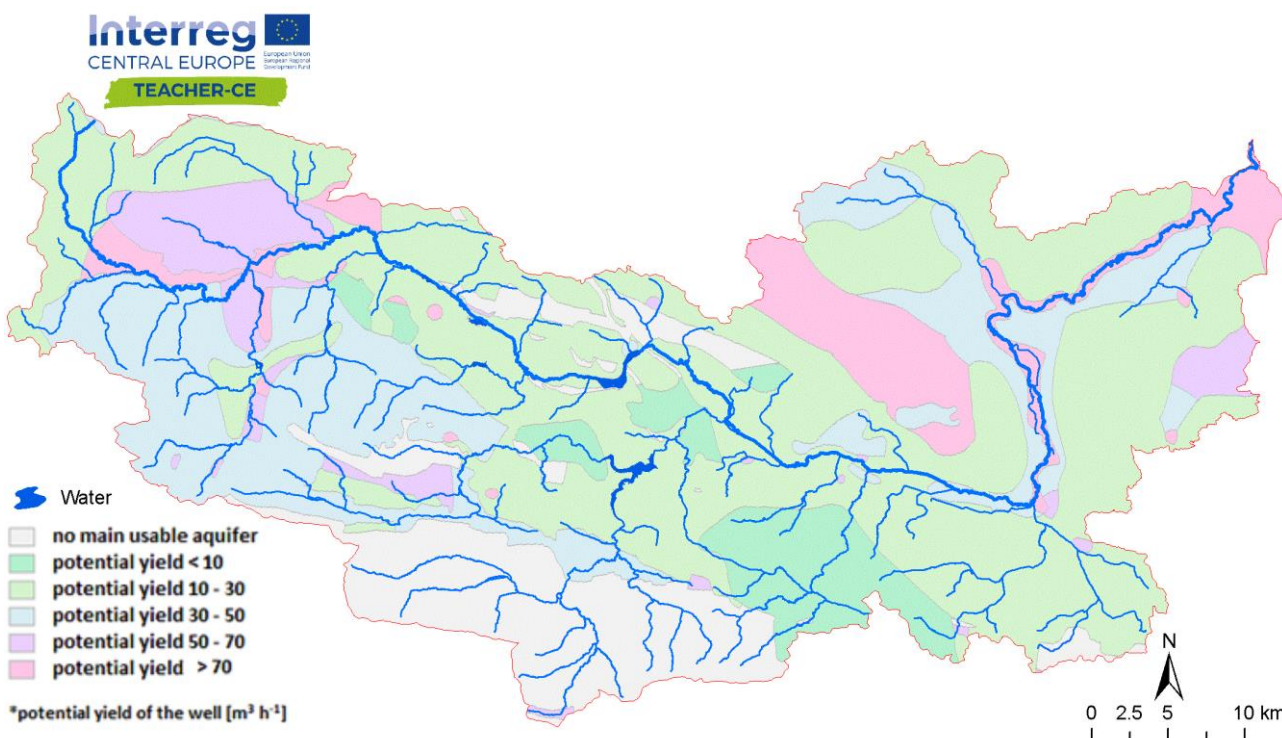 Interreg
CENTRAL EUROPE
European Union
European Regional
Development Fund
TEACHER-CE
Water
no main usable aquifer
potential yield < 10
potential yield 10 - 30
potential yield 30 - 50
potential yield 50 - 70
potential yield > 70
*potential yield of the well [m³ h⁻¹]
N
0 2.5 5 10 km